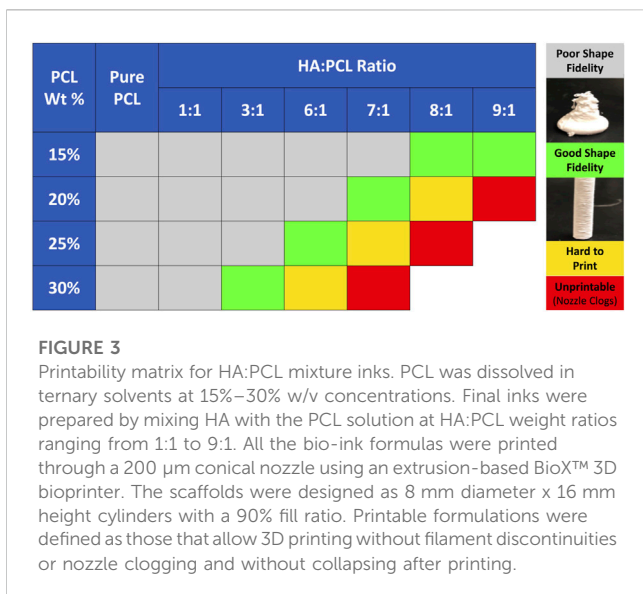 PCL
Wt %
Pure
PCL
HA:PCL Ratio
1:1 3:1 6:1 7:1 8:1 9:1
15%
20%
25%
30%
Poor Shape
Fidelity
Good Shape
Fidelity
Hard to
Print
Unprintable
(Nozzle Clogs)
FIGURE 3
Printability matrix for HA:PCL mixture inks. PCL was dissolved in
ternary solvents at 15%–30% w/v concentrations. Final inks were
prepared by mixing HA with the PCL solution at HA:PCL weight ratios
ranging from 1:1 to 9:1. All the bio-ink formulas were printed
through a 200 μm conical nozzle using an extrusion-based BioX™ 3D
bioprinter. The scaffolds were designed as 8 mm diameter x 16 mm
height cylinders with a 90% fill ratio. Printable formulations were
defined as those that allow 3D printing without filament discontinuities
or nozzle clogging and without collapsing after printing.